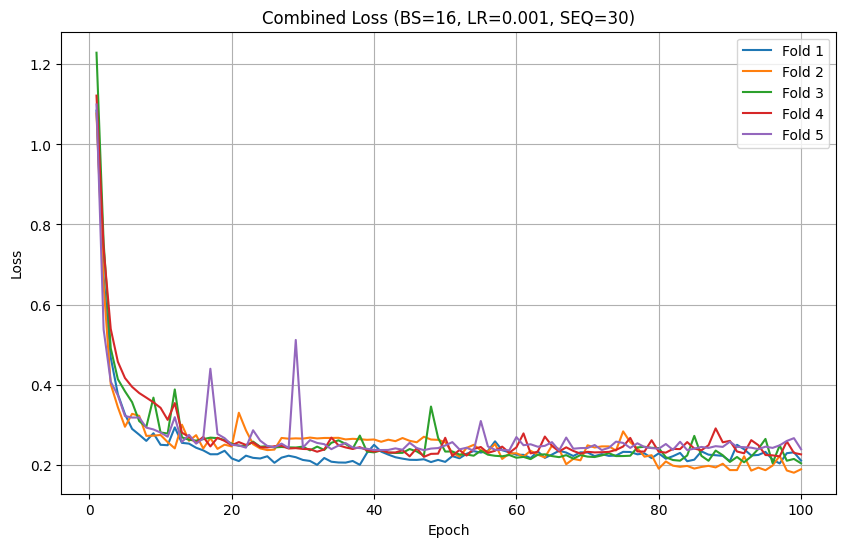 Combined Loss (BS=16, LR=0.001, SEQ=30)
Fold 1
Fold 2
Fold 3
Fold 4
Fold 5
Loss
1.2
1.0
0.8
0.6
0.4
0.2
0 20 40 60 80 100
Epoch